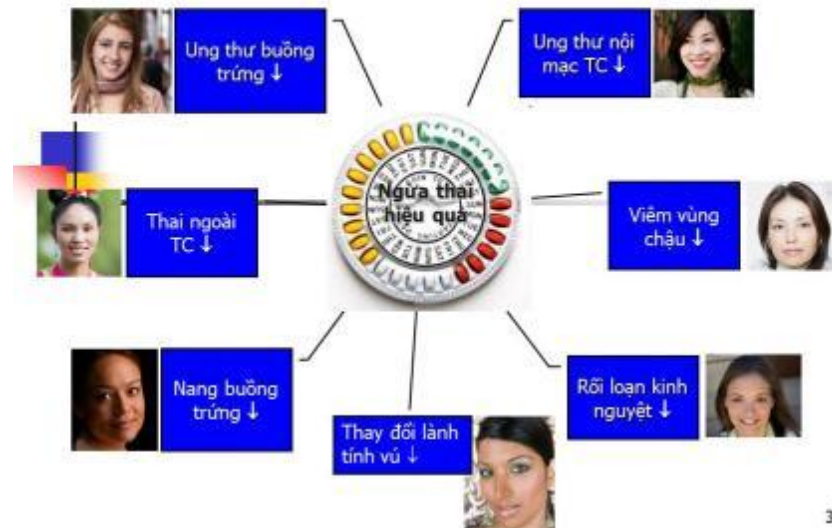 Ung thư buồng
trứng ↓
Ung thư nội
mạc TC ↓
Ngừa thai
hiệu quả
Thai ngoài
TC ↓
Viêm vùng
chậu ↓
Nang buồng
trứng ↓
Thay đổi lành
tính vú ↓
Rối loạn kinh
nguyệt ↓
3